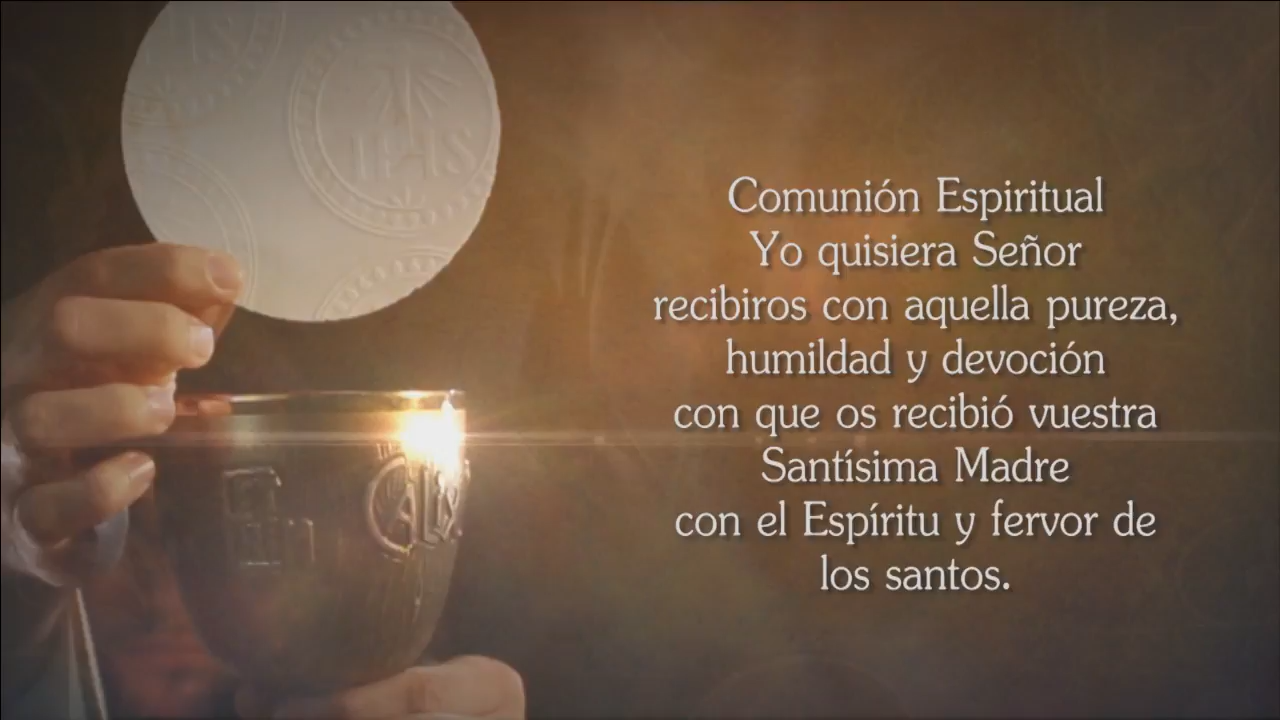 IHS
Comunión Espiritual
Yo quisiera Señor
recibiros con aquella pureza,
humildad y devoción
con que os recibió vuestra
Santísima Madre
con el Espíritu y fervor de
los santos.